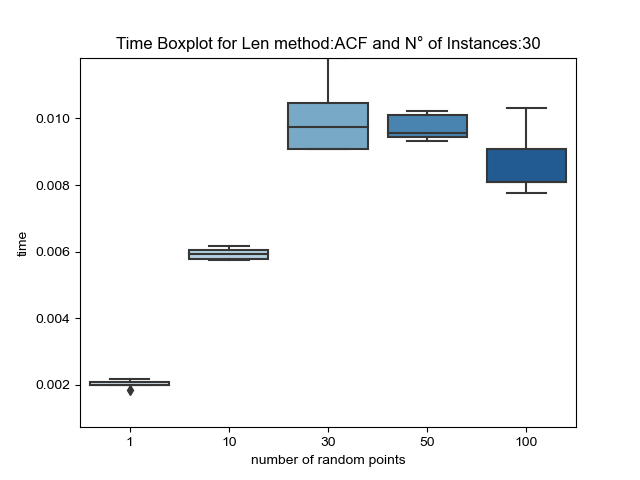 Time Boxplot for Len method:ACF and N° of Instances:30
0.010
0.008
0.006
0.004
0.002
time
1 10 30 50 100
number of random points